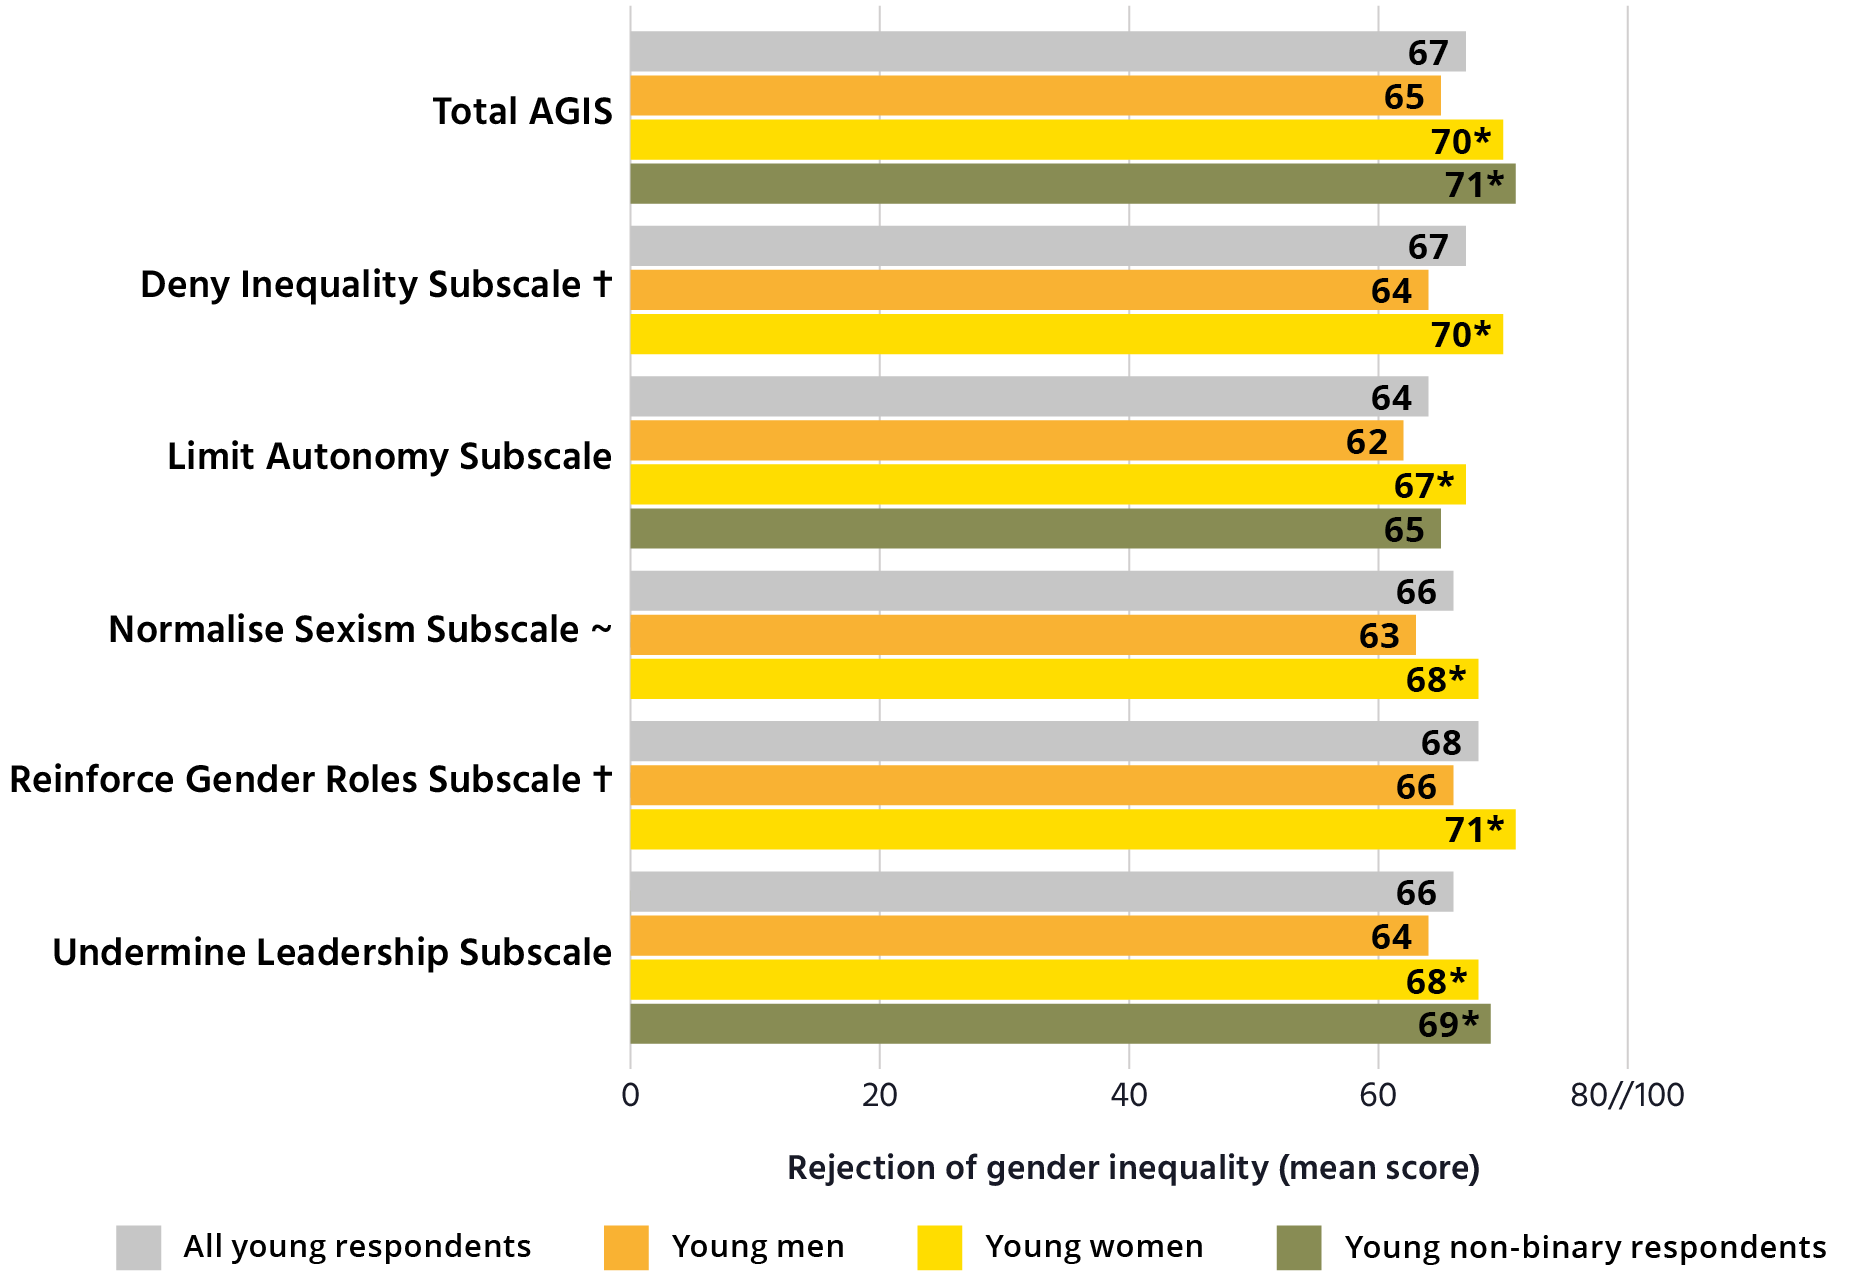 Total AGIS
67
65
70*
71*
Deny Inequality Subscale †
67
64
70*
Limit Autonomy Subscale
64
62
67*
65
Normalise Sexism Subscale ~
66
63
68*
Reinforce Gender Roles Subscale †
68
66
71*
Undermine Leadership Subscale
66
64
68*
69*
0 20 40 60 80//100
Rejection of gender inequality (mean score)
All young respondents Young men Young women Young non-binary respondents